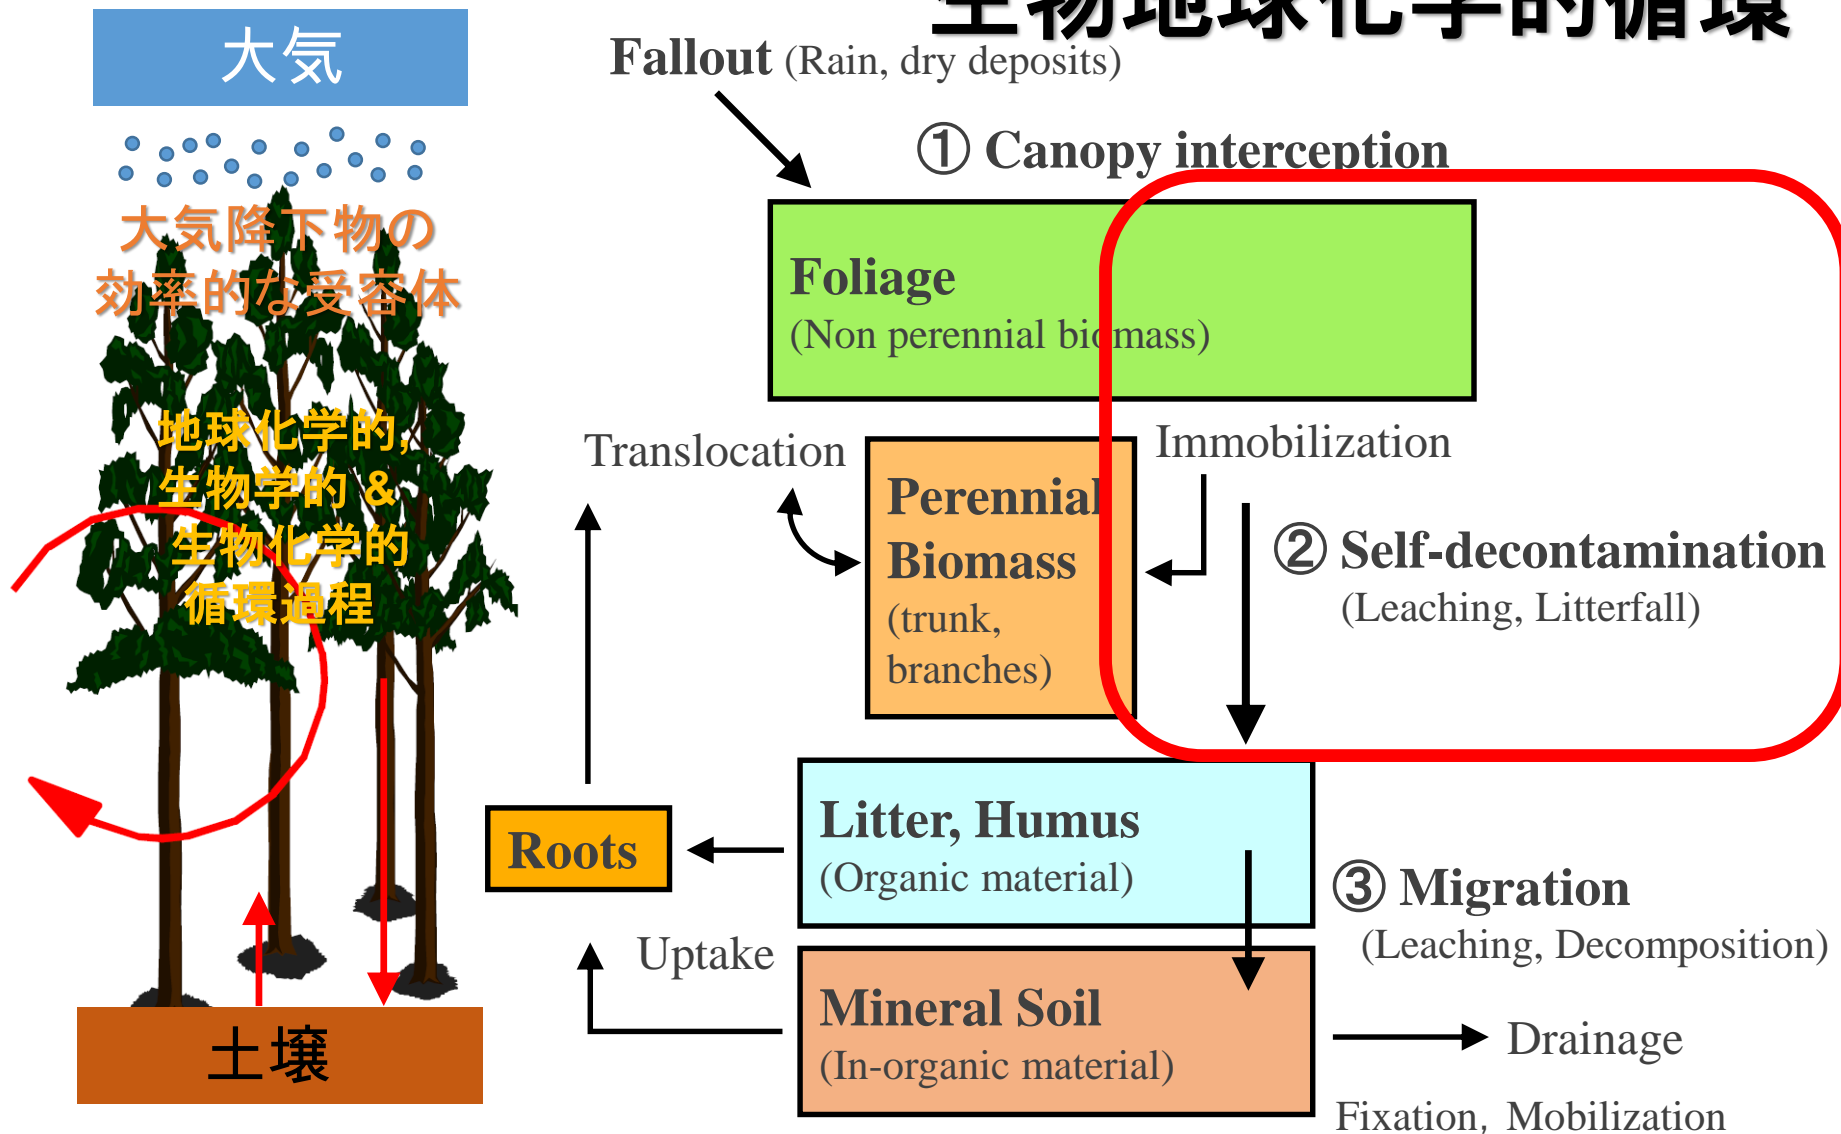 生物地球化学的循環
大気
大気降下物の
効率的な受容体
地球化学的,
生物学的 &
生物化学的
循環過程
土壌
Fallout (Rain, dry deposits)
① Canopy interception
Foliage
(Non perennial biomass)
Translocation
Immobilization
Perennial
Biomass
(trunk,
branches)
② Self-decontamination
(Leaching, Litterfall)
Roots
Litter, Humus
(Organic material)
③ Migration
(Leaching, Decomposition)
Uptake
Mineral Soil
(In-organic material)
Drainage
Fixation, Mobilization